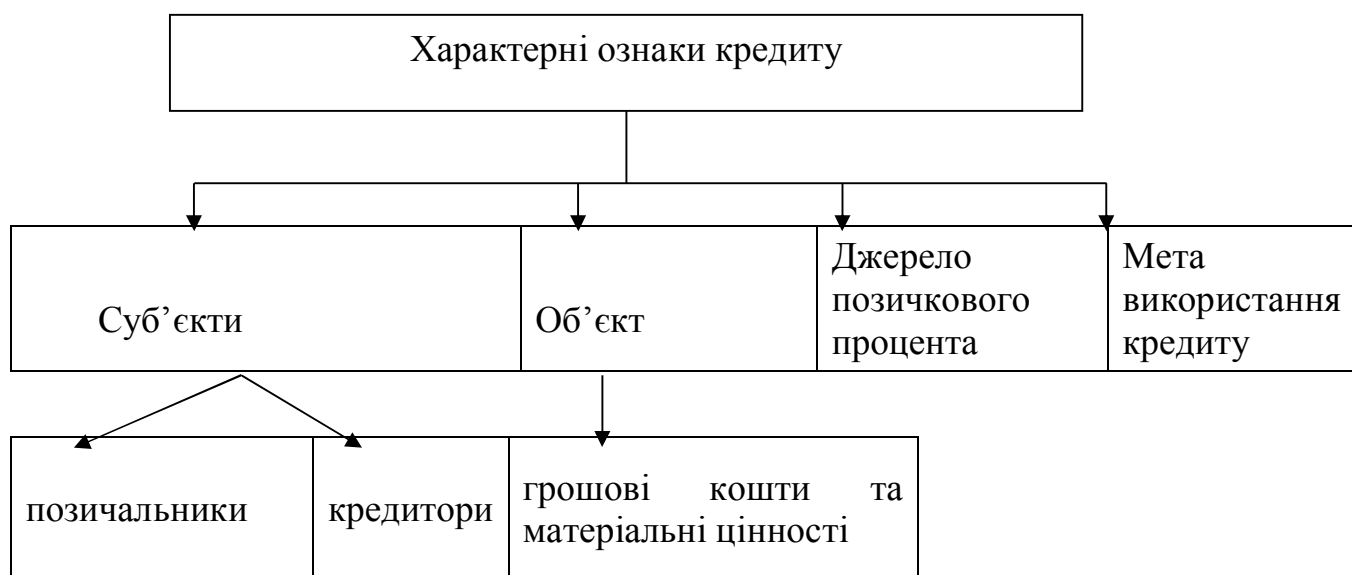 Характерні ознаки кредиту
Суб’єкти
Об’єкт
Джерело
позичкового
процента
Мета
використання
кредиту
позичальники
кредитори
грошові кошти та
матеріальні цінності